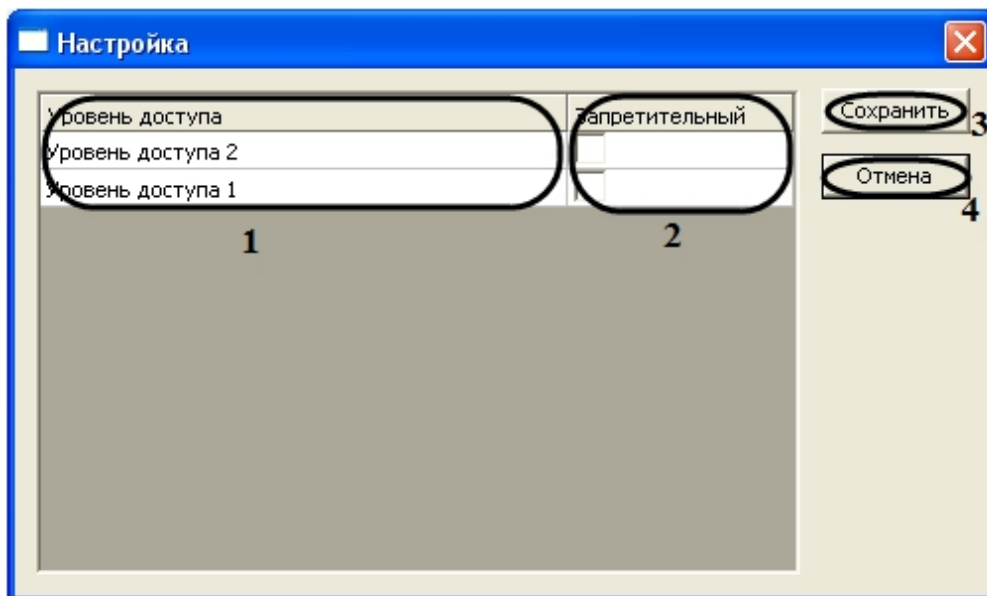 Настройка
Уровень доступа Запретительный Сохранить 3
Уровень доступа 2
Уровень доступа 1 Отмена 4
1 2